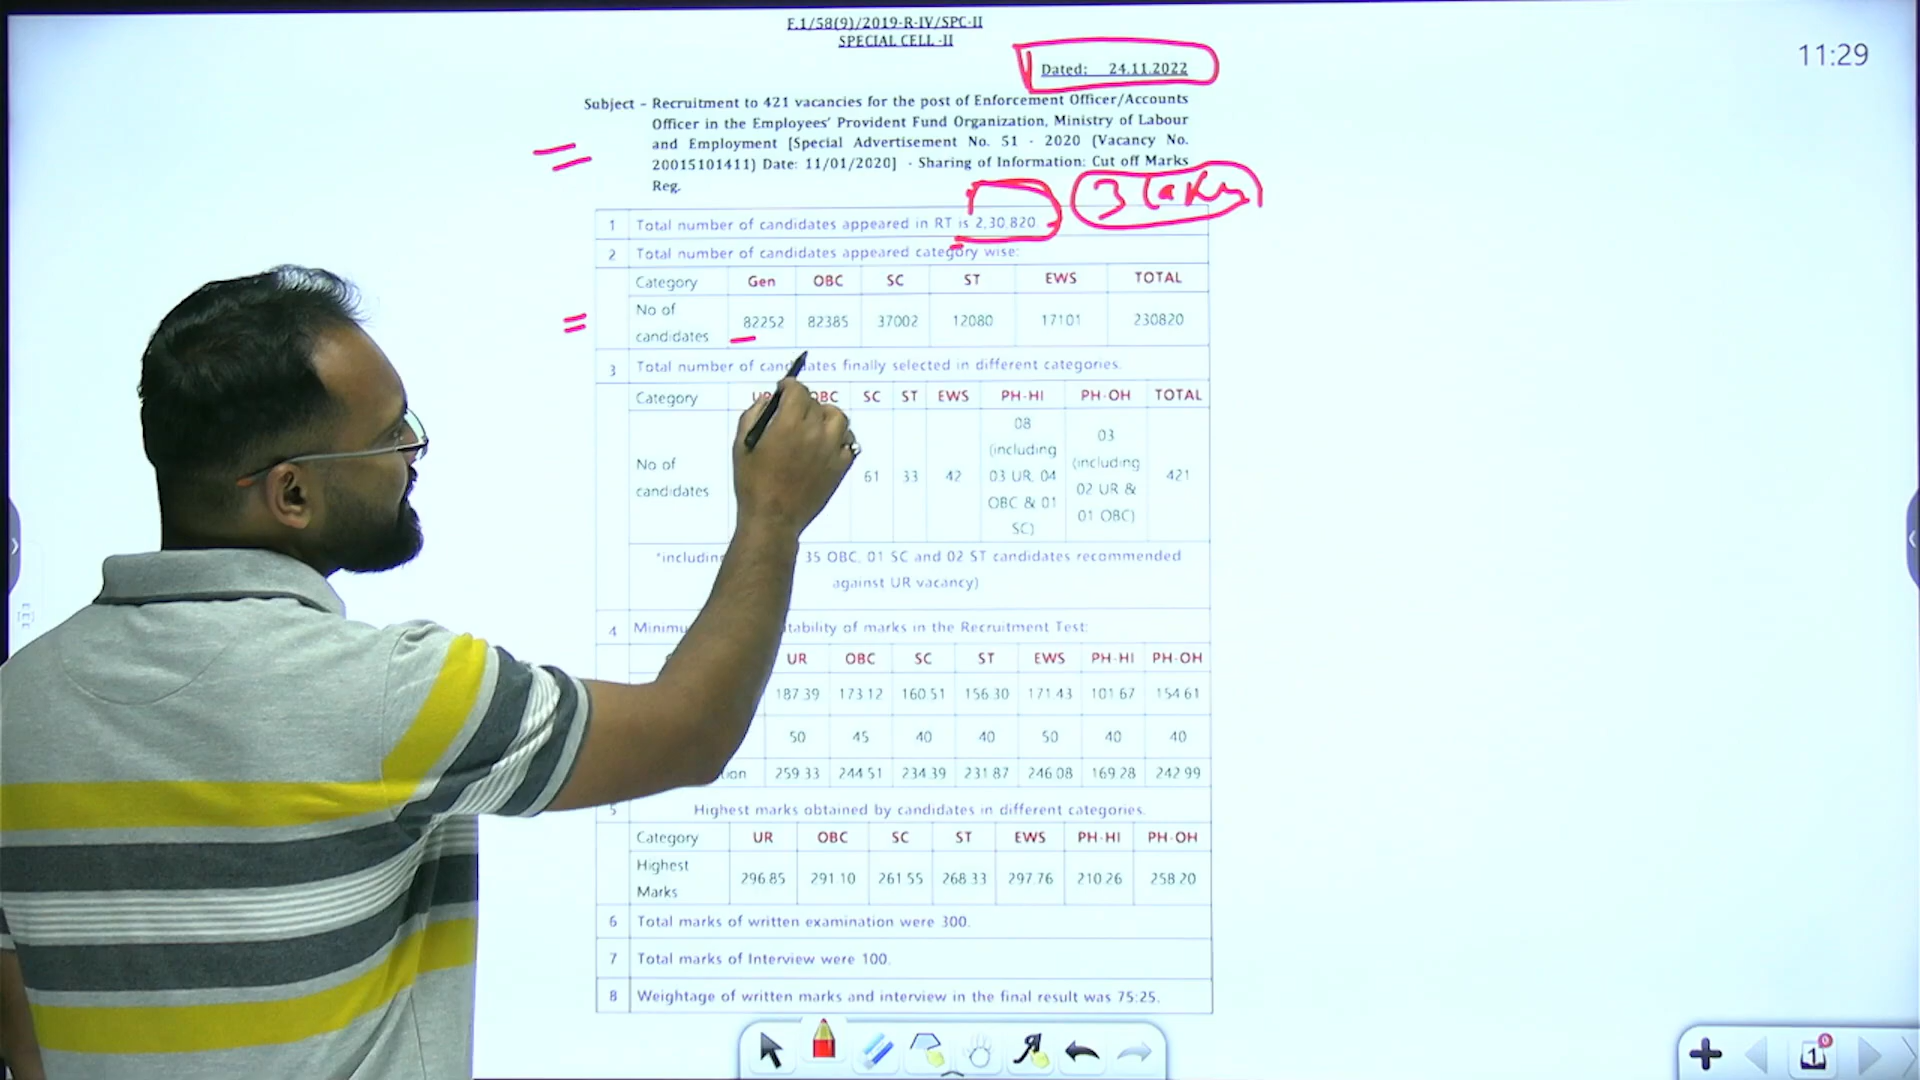 F.1/58(9)/2019-R-IV/SPC-II
SPECIAL CELL -II
11:29
Dated: 24.11.2022
Subject – Recruitment to 421 vacancies for the post of Enforcement Officer/Accounts
Officer in the Employees' Provident Fund Organization, Ministry of Labour
and Employment [Special Advertisement No. 51 - 2020 (Vacancy No.
20015101411) Date: 11/01/2020] - Sharing of Information: Cut off Marks
Reg.
3 Lakhs
1 Total number of candidates appeared in RT is 2,30,820.
2 Total number of candidates appeared category wise:
Category Gen OBC SC ST EWS TOTAL
No of
candidates 82252 82385 37002 12080 17101 230820
3 Total number of candidates finally selected in different categories.
Category UR OBC SC ST EWS PH-HI PH-OH TOTAL
No of
candidates 61 33 42 08
(including
03 UR, 04
OBC & 01
SC) 03
(including
02 UR &
01 OBC) 421
*including 35 OBC, 01 SC and 02 ST candidates recommended
against UR vacancy)
4 of marks in the Recruitment Test:
UR OBC SC ST EWS PH-HI PH-OH
187.39 173.12 160.51 156.30 171.43 101.67 154.61
50 45 40 40 50 40 40
259.33 244.51 234.39 231.87 246.08 169.28 242.99
5 Highest marks obtained by candidates in different categories.
Category UR OBC SC ST EWS PH-HI PH-OH
Highest
Marks 296.85 291.10 261.55 268.33 297.76 210.26 258.20
6 Total marks of written examination were 300.
7 Total marks of Interview were 100.
8 Weightage of written marks and interview in the final result was 75:25.
1
0